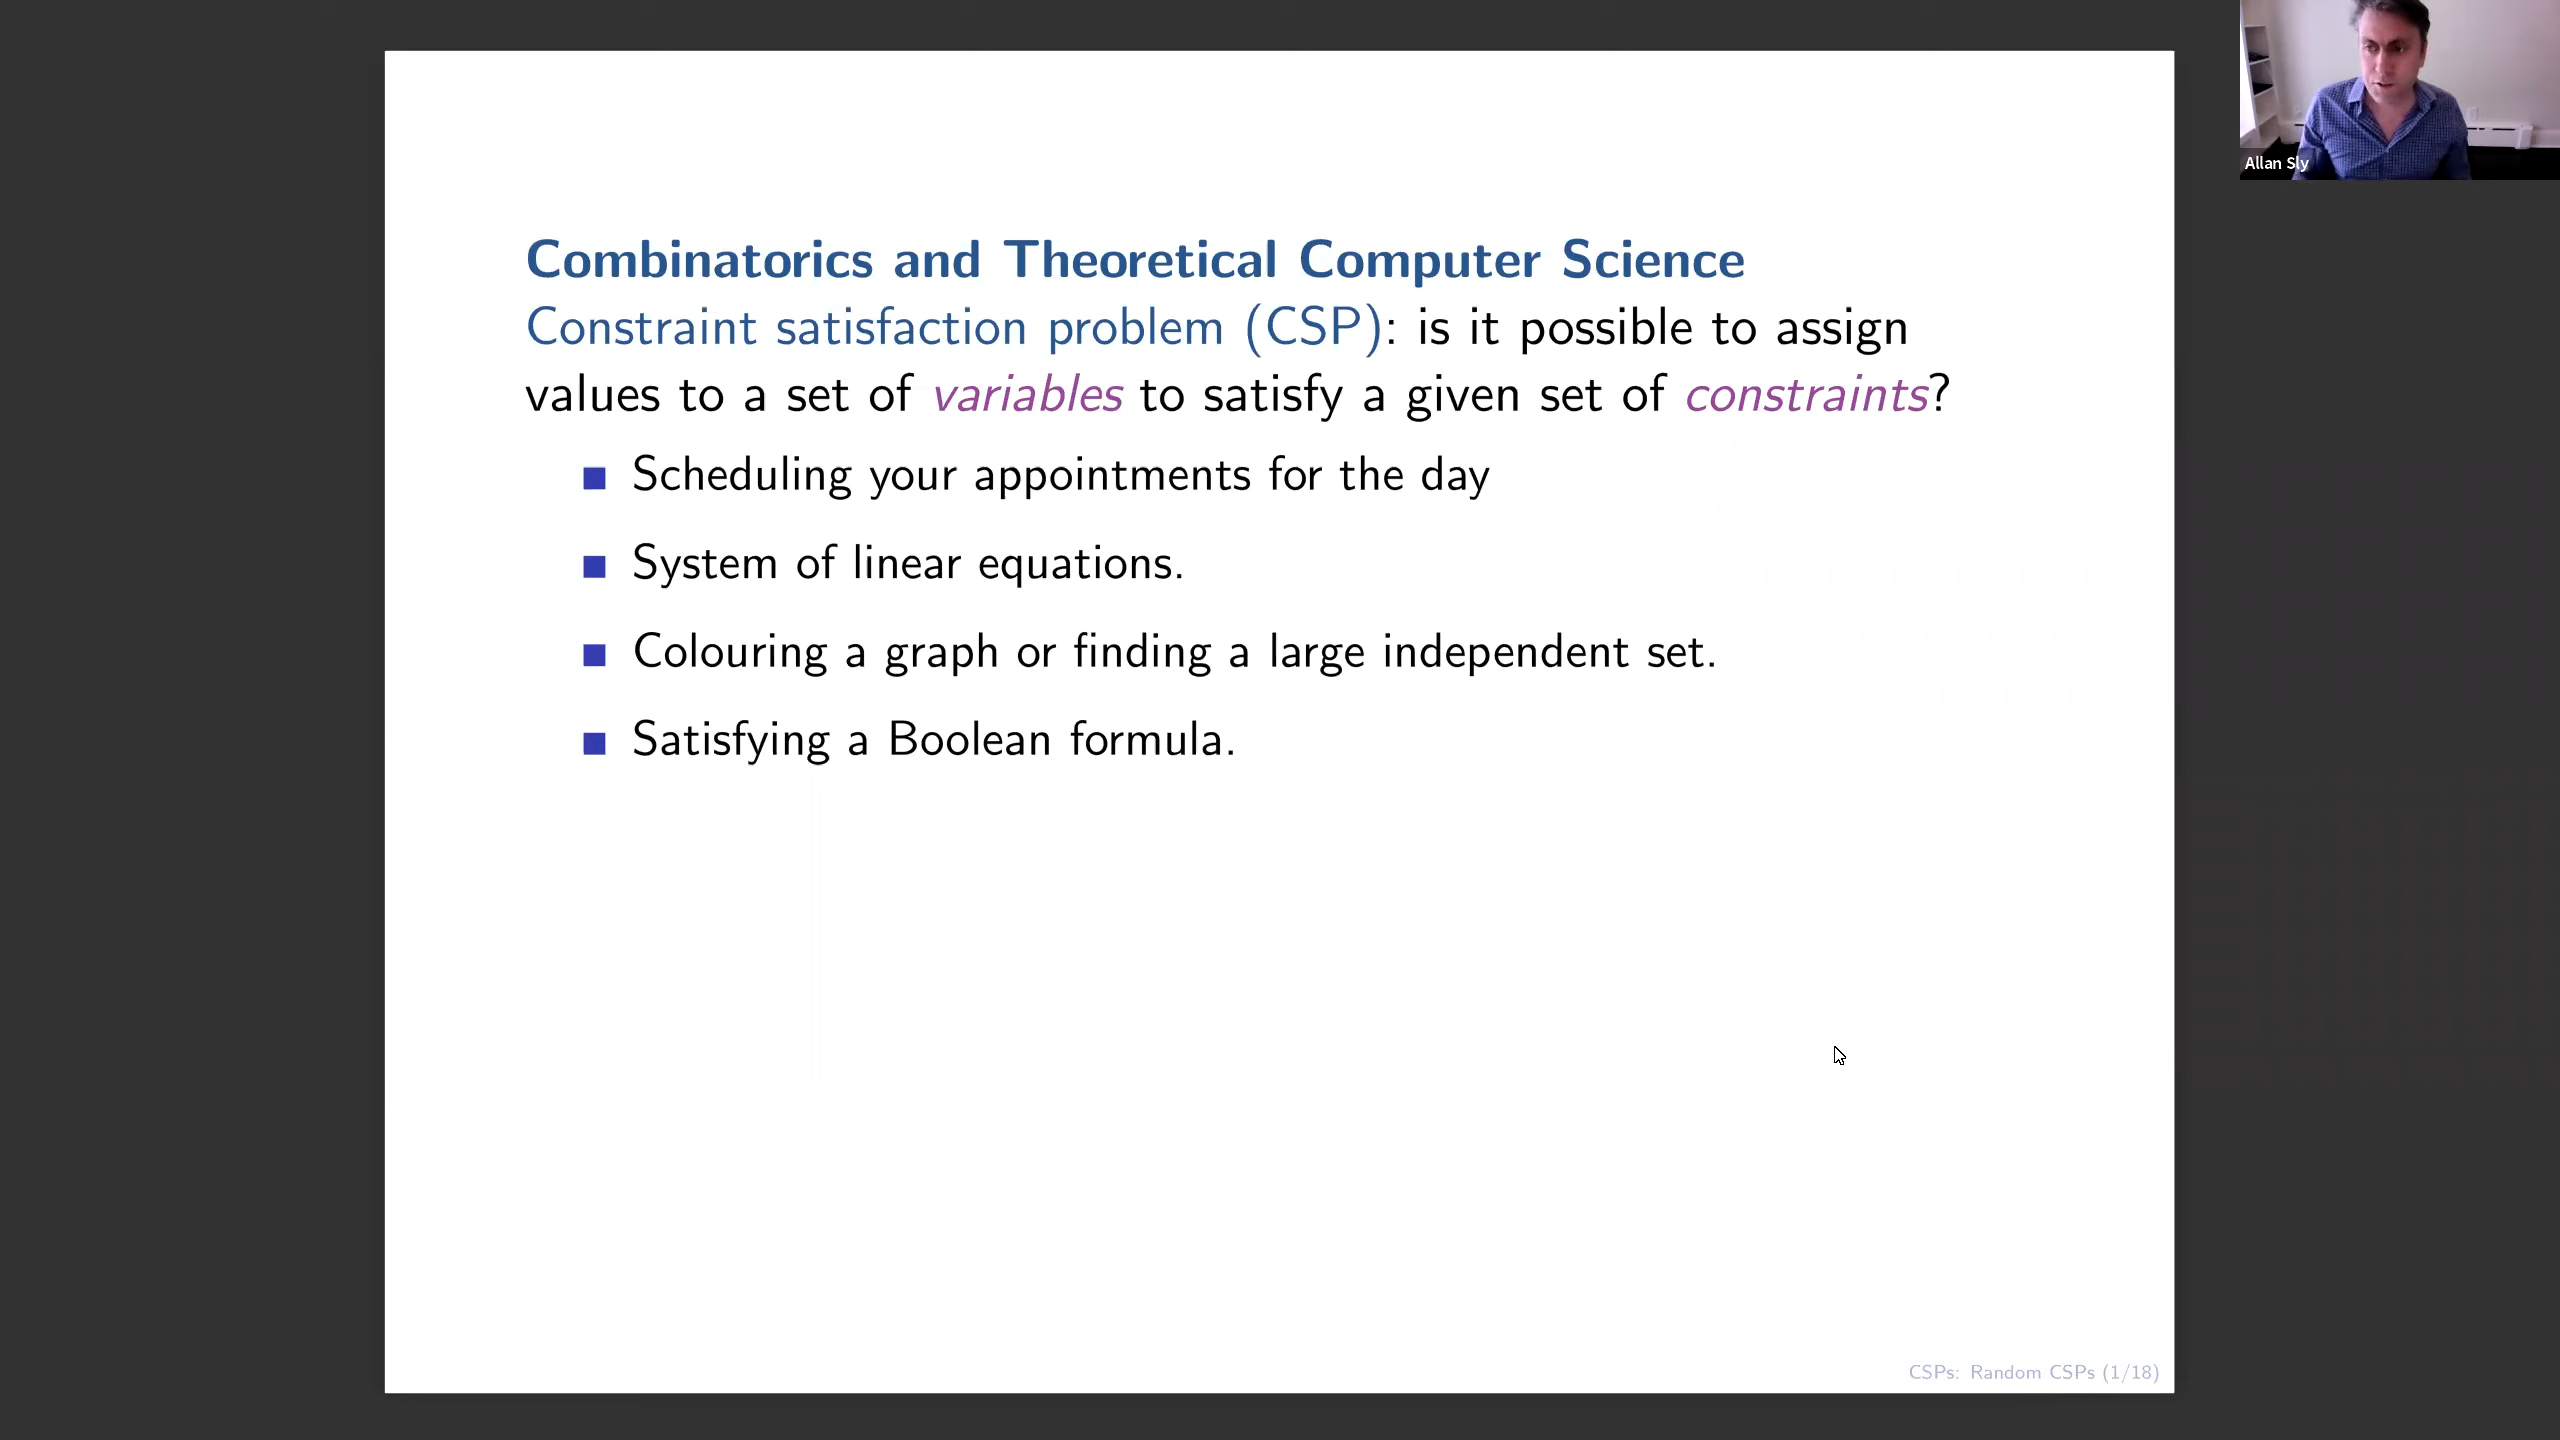 Allan Sly
Combinatorics and Theoretical Computer Science
Constraint satisfaction problem (CSP): is it possible to assign
values to a set of variables to satisfy a given set of constraints?
Scheduling your appointments for the day
System of linear equations.
Colouring a graph or finding a large independent set.
Satisfying a Boolean formula.
CSPs: Random CSPs (1/18)